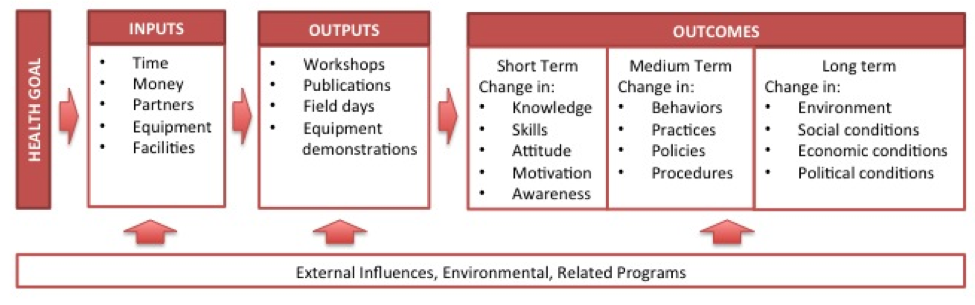 HEALTH GOAL
INPUTS
• Time
• Money
• Partners
• Equipment
• Facilities
OUTPUTS
• Workshops
• Publications
• Field days
• Equipment
demonstrations
OUTCOMES
Short Term
Change in:
• Knowledge
• Skills
• Attitude
• Motivation
• Awareness
Medium Term
Change in:
• Behaviors
• Practices
• Policies
• Procedures
Long term
Change in:
• Environment
• Social conditions
• Economic conditions
• Political conditions
External Influences, Environmental, Related Programs